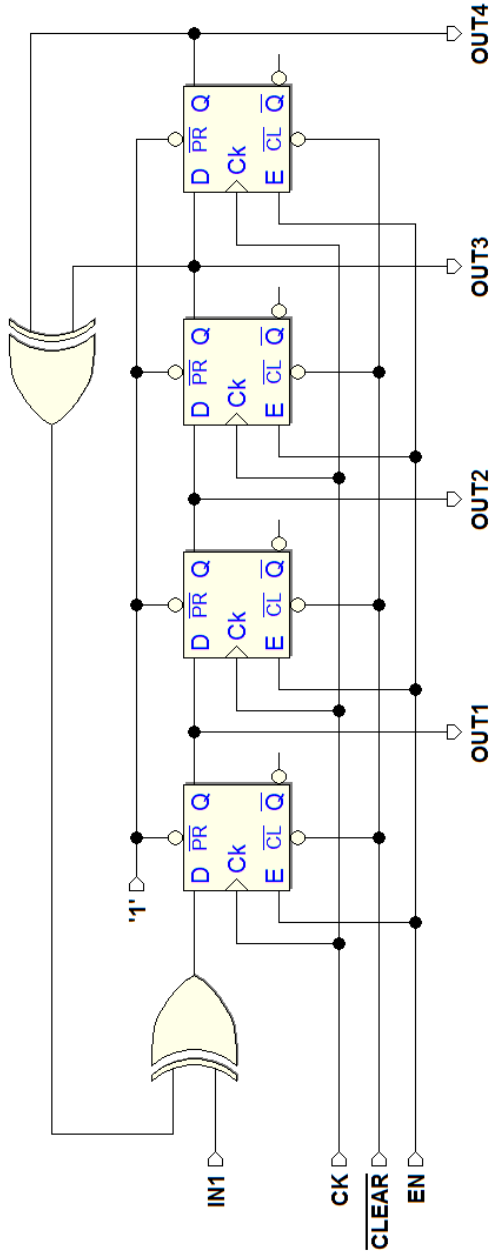 '1'
IN1
CK
CLEAR
EN
D PR Q
Ck
E CL Q
OUT1
D PR Q
Ck
E CL Q
OUT2
D PR Q
Ck
E CL Q
OUT3
D PR Q
Ck
E CL Q
OUT4